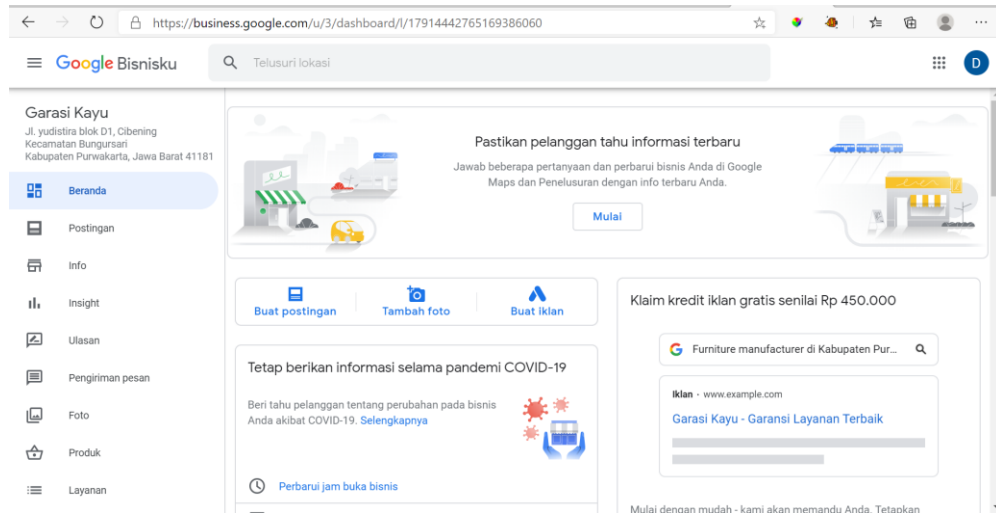 https://business.google.com/u/3/dashboard/l/17914442765169386060
Google Bisnisku
Telusuri lokasi
D
Garasi Kayu
Jl. yudistira blok D1, Cibening
Kecamatan Bungursari
Kabupaten Purwakarta, Jawa Barat 41181
Beranda
Postingan
Info
Insight
Ulasan
Pengiriman pesan
Foto
Produk
Layanan
Pastikan pelanggan tahu informasi terbaru
Jawab beberapa pertanyaan dan perbarui bisnis Anda di Google
Maps dan Penelusuran dengan info terbaru Anda.
Mulai
Buat postingan
Tambah foto
Buat iklan
Tetap berikan informasi selama pandemi COVID-19
Beri tahu pelanggan tentang perubahan pada bisnis
Anda akibat COVID-19. Selengkapnya
Perbarui jam buka bisnis
Klaim kredit iklan gratis senilai Rp 450.000
G Furniture manufacturer di Kabupaten Pur...
Iklan - www.example.com
Garasi Kayu - Garansi Layanan Terbaik
Mulai dengan mudah - kami akan memandu Anda. Tetapkan